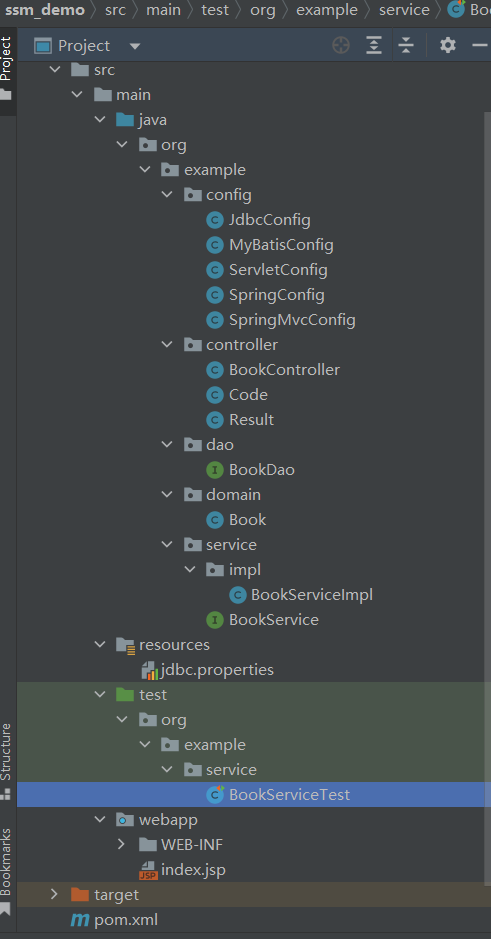 ssm_demo src main test org example service Bo
Project
Project
src
main
java
org
example
config
JdbcConfig
MyBatisConfig
ServletConfig
SpringConfig
SpringMvcConfig
controller
BookController
Code
Result
dao
BookDao
domain
Book
service
impl
BookServiceImpl
BookService
resources
jdbc.properties
test
org
example
service
BookServiceTest
webapp
WEB-INF
index.jsp
target
pom.xml
Structure
Bookmarks